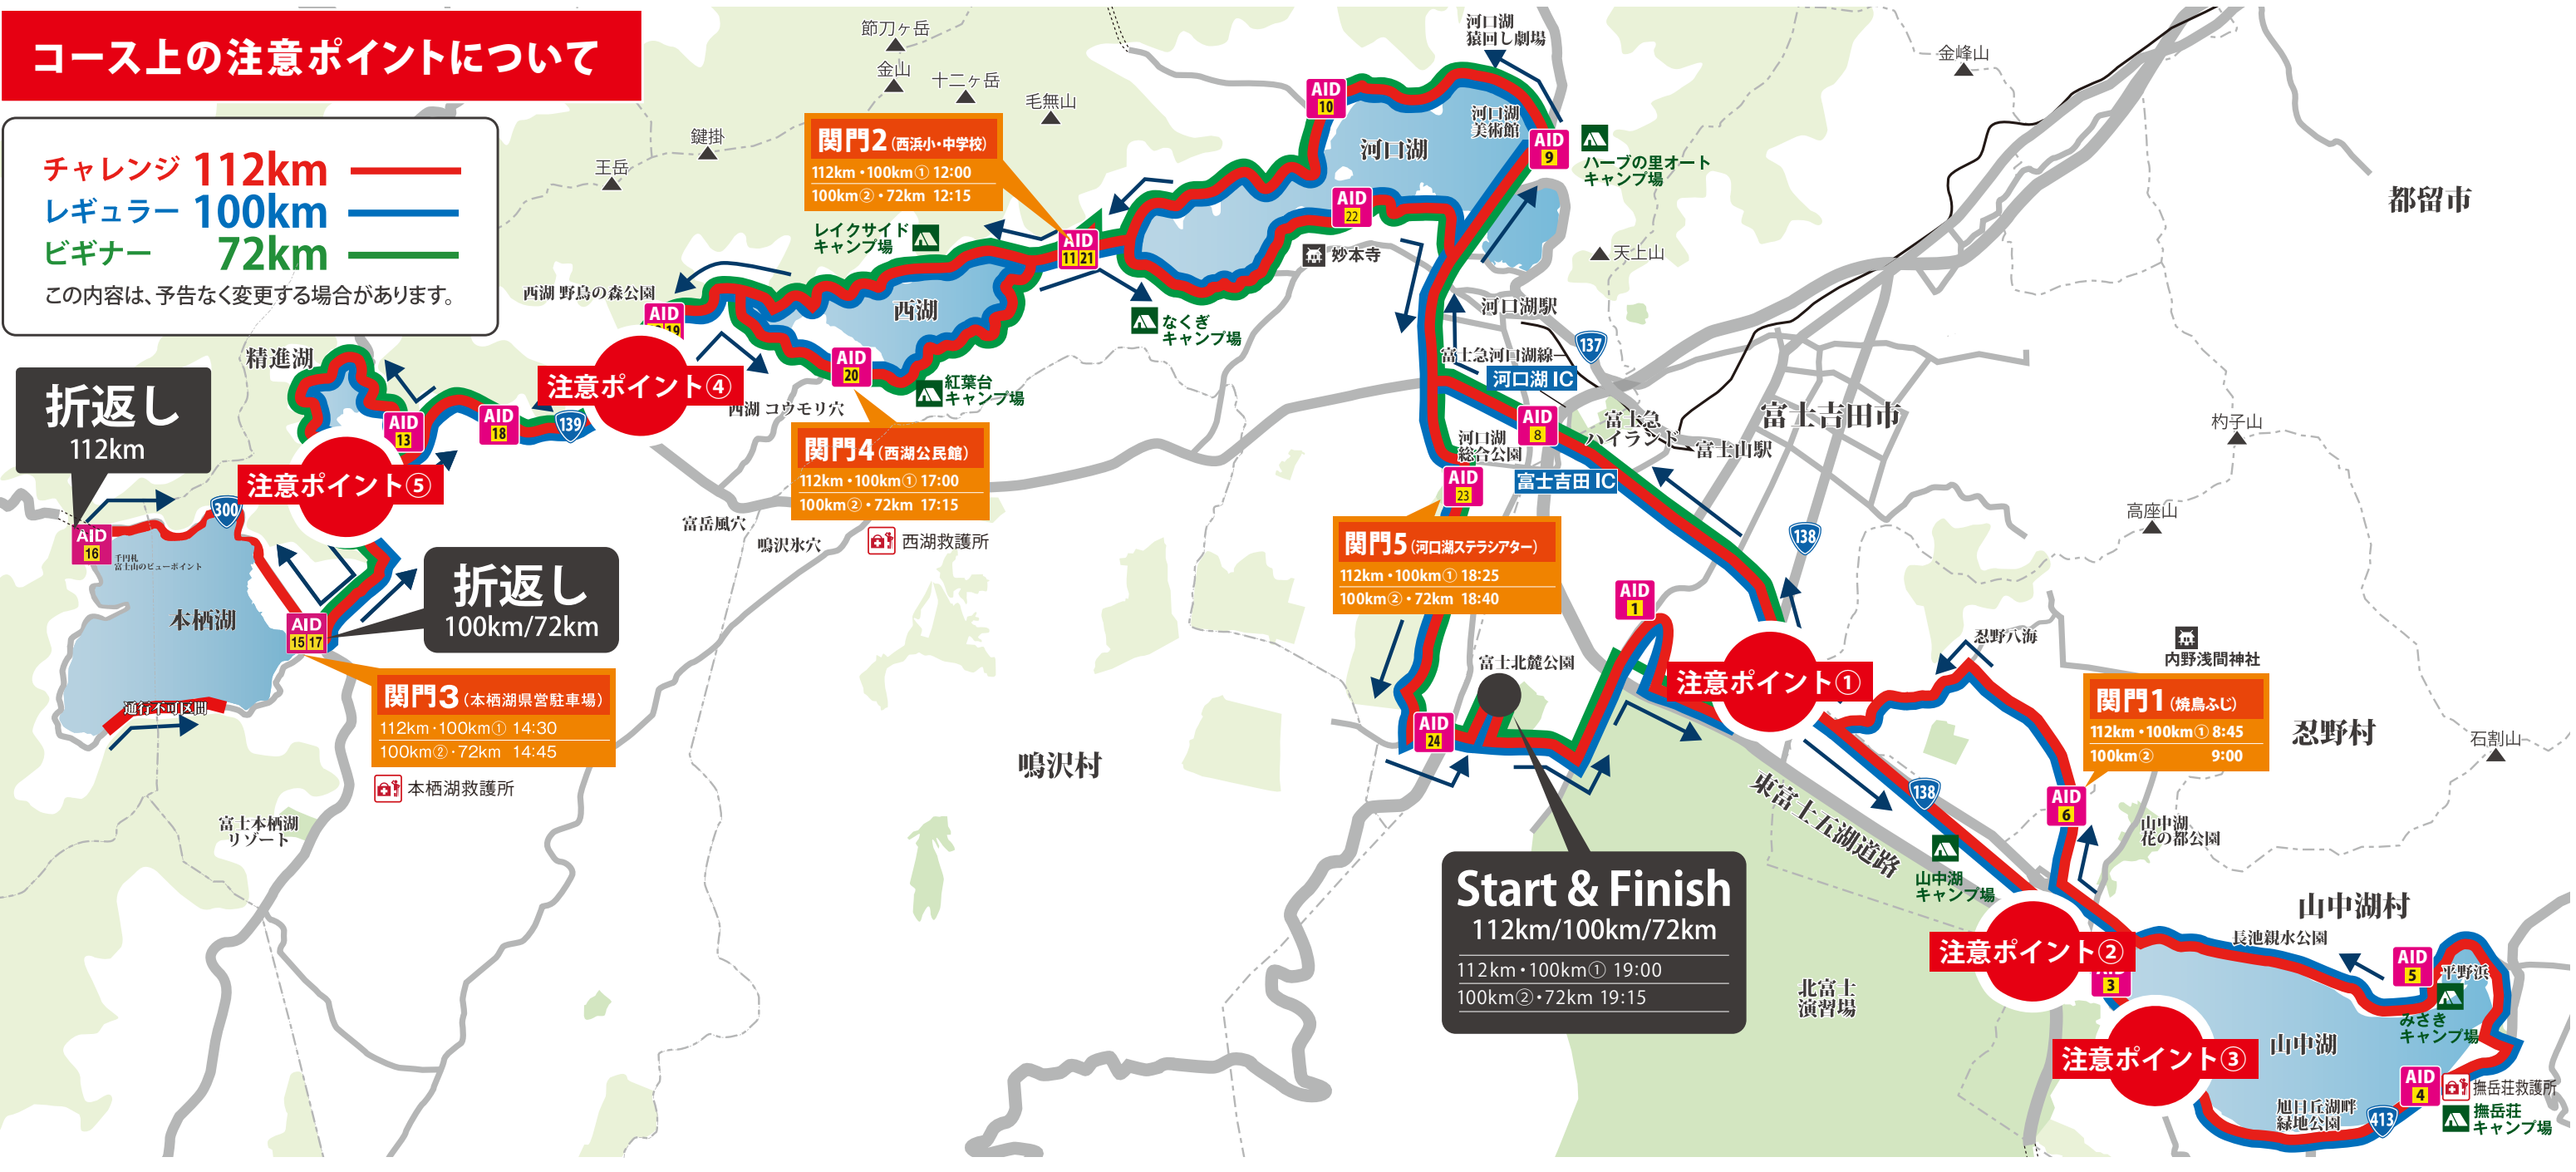 コース上の注意ポイントについて
チャレンジ 112km
レギュラー 100km
ビギナー 72km
この内容は、予告なく変更する場合があります。
節刀ヶ岳
金山
十二ヶ岳
毛無山
鍵掛
王岳
河口湖
猿回し劇場
金峰山
都留市
AID
10
河口湖
美術館
河口湖
AID
9
ハーブの里オート
キャンプ場
関門2(西浜小・中学校)
112km・100km① 12:00
100km②・72km 12:15
レイクサイド
キャンプ場
AID
11 21
AID
22
妙本寺
天上山
西湖 野鳥の森公園
AID
19
西湖
なくぎ
キャンプ場
河口湖駅
137
富士急河口湖線
河口湖 IC
精進湖
折返し
112km
AID
13
AID
18
139
注意ポイント④
AID
20
紅葉台
キャンプ場
西湖 コウモリ穴
関門4(西湖公民館)
112km・100km① 17:00
100km②・72km 17:15
西湖救護所
富岳風穴
鳴沢氷穴
AID
8
富士急
ハイランド
富士山駅
富士吉田市
河口湖
総合公園
富士吉田 IC
AID
23
杓子山
高座山
138
注意ポイント⑤
300
AID
16
千円札
富士山のビューポイント
本栖湖
折返し
100km/72km
AID
15 17
関門3(本栖湖県営駐車場)
112km・100km① 14:30
100km②・72km 14:45
本栖湖救護所
通行不可区間
富士本栖湖
リゾート
関門5(河口湖ステラシアター)
112km・100km① 18:25
100km②・72km 18:40
AID
1
富士北麓公園
AID
24
注意ポイント①
忍野八海
内野浅間神社
関門1(焼鳥ふじ)
112km・100km① 8:45
100km② 9:00
忍野村
石割山
鳴沢村
東富士五湖道路
138
AID
6
山中湖
花の都公園
山中湖
キャンプ場
Start & Finish
112km/100km/72km
112km・100km① 19:00
100km②・72km 19:15
山中湖村
長池親水公園
注意ポイント②
AID
3
AID
5
平野浜
みさき
キャンプ場
北富士
演習場
注意ポイント③
山中湖
AID
4
撫岳荘救護所
撫岳荘
キャンプ場
旭日丘湖畔
緑地公園
413